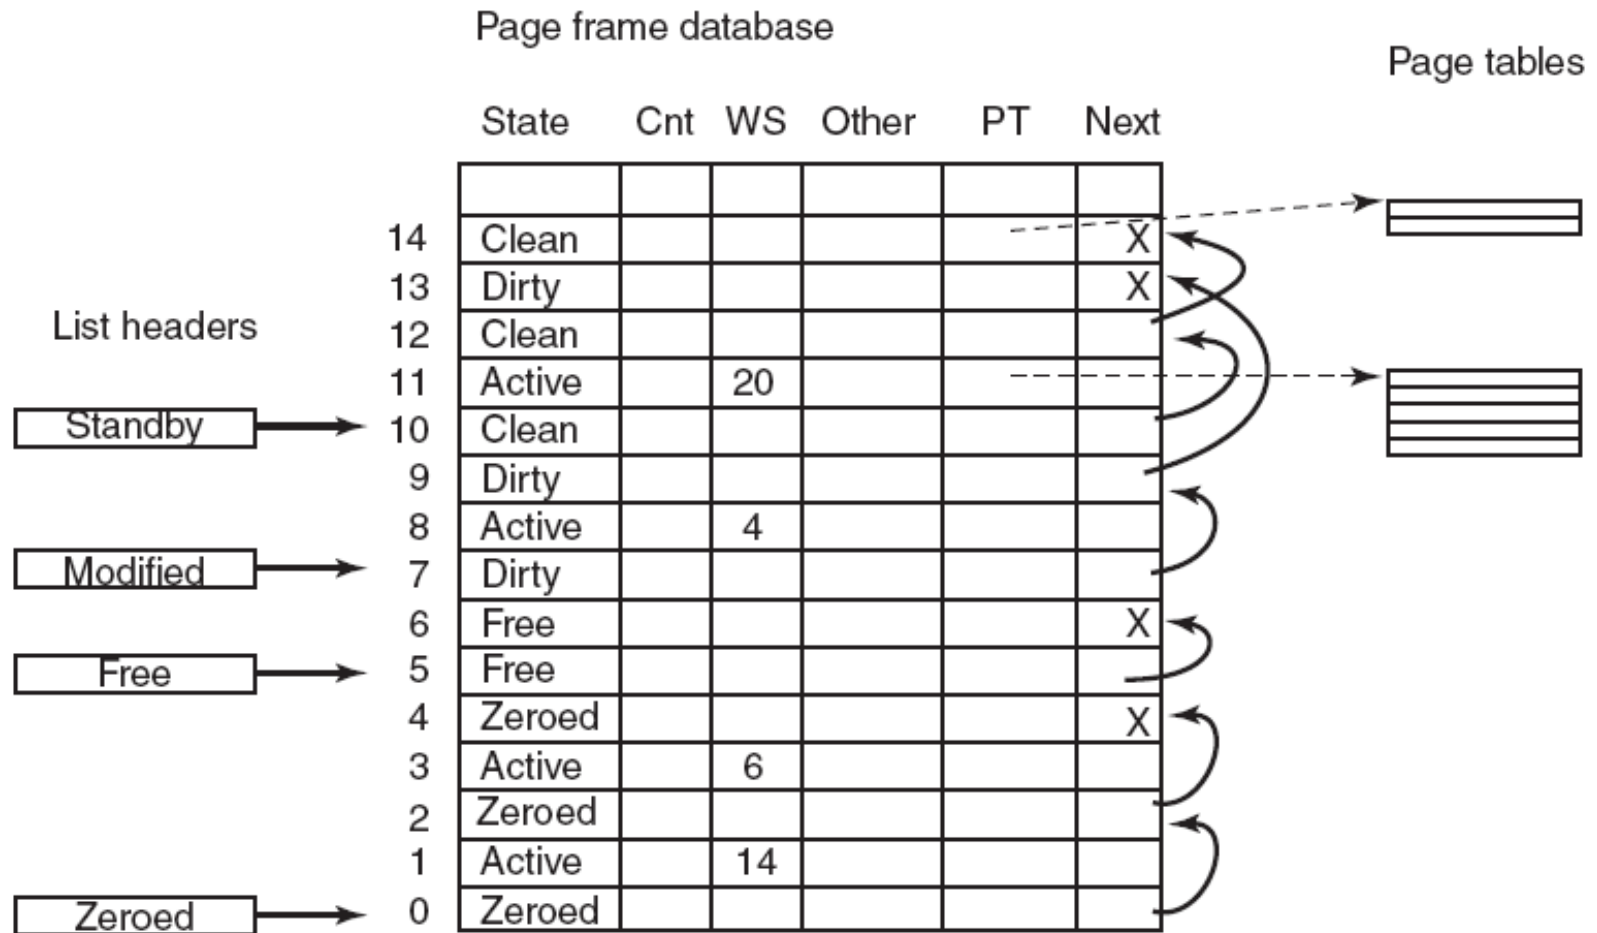 Page frame database
Page tables
State Cnt WS Other PT Next
14 Clean X
13 Dirty X
List headers
12 Clean
11 Active 20
Standby 10 Clean
9 Dirty
8 Active 4
Modified 7 Dirty
6 Free X
Free 5 Free
4 Zeroed X
3 Active 6
2 Zeroed
1 Active 14
Zeroed 0 Zeroed